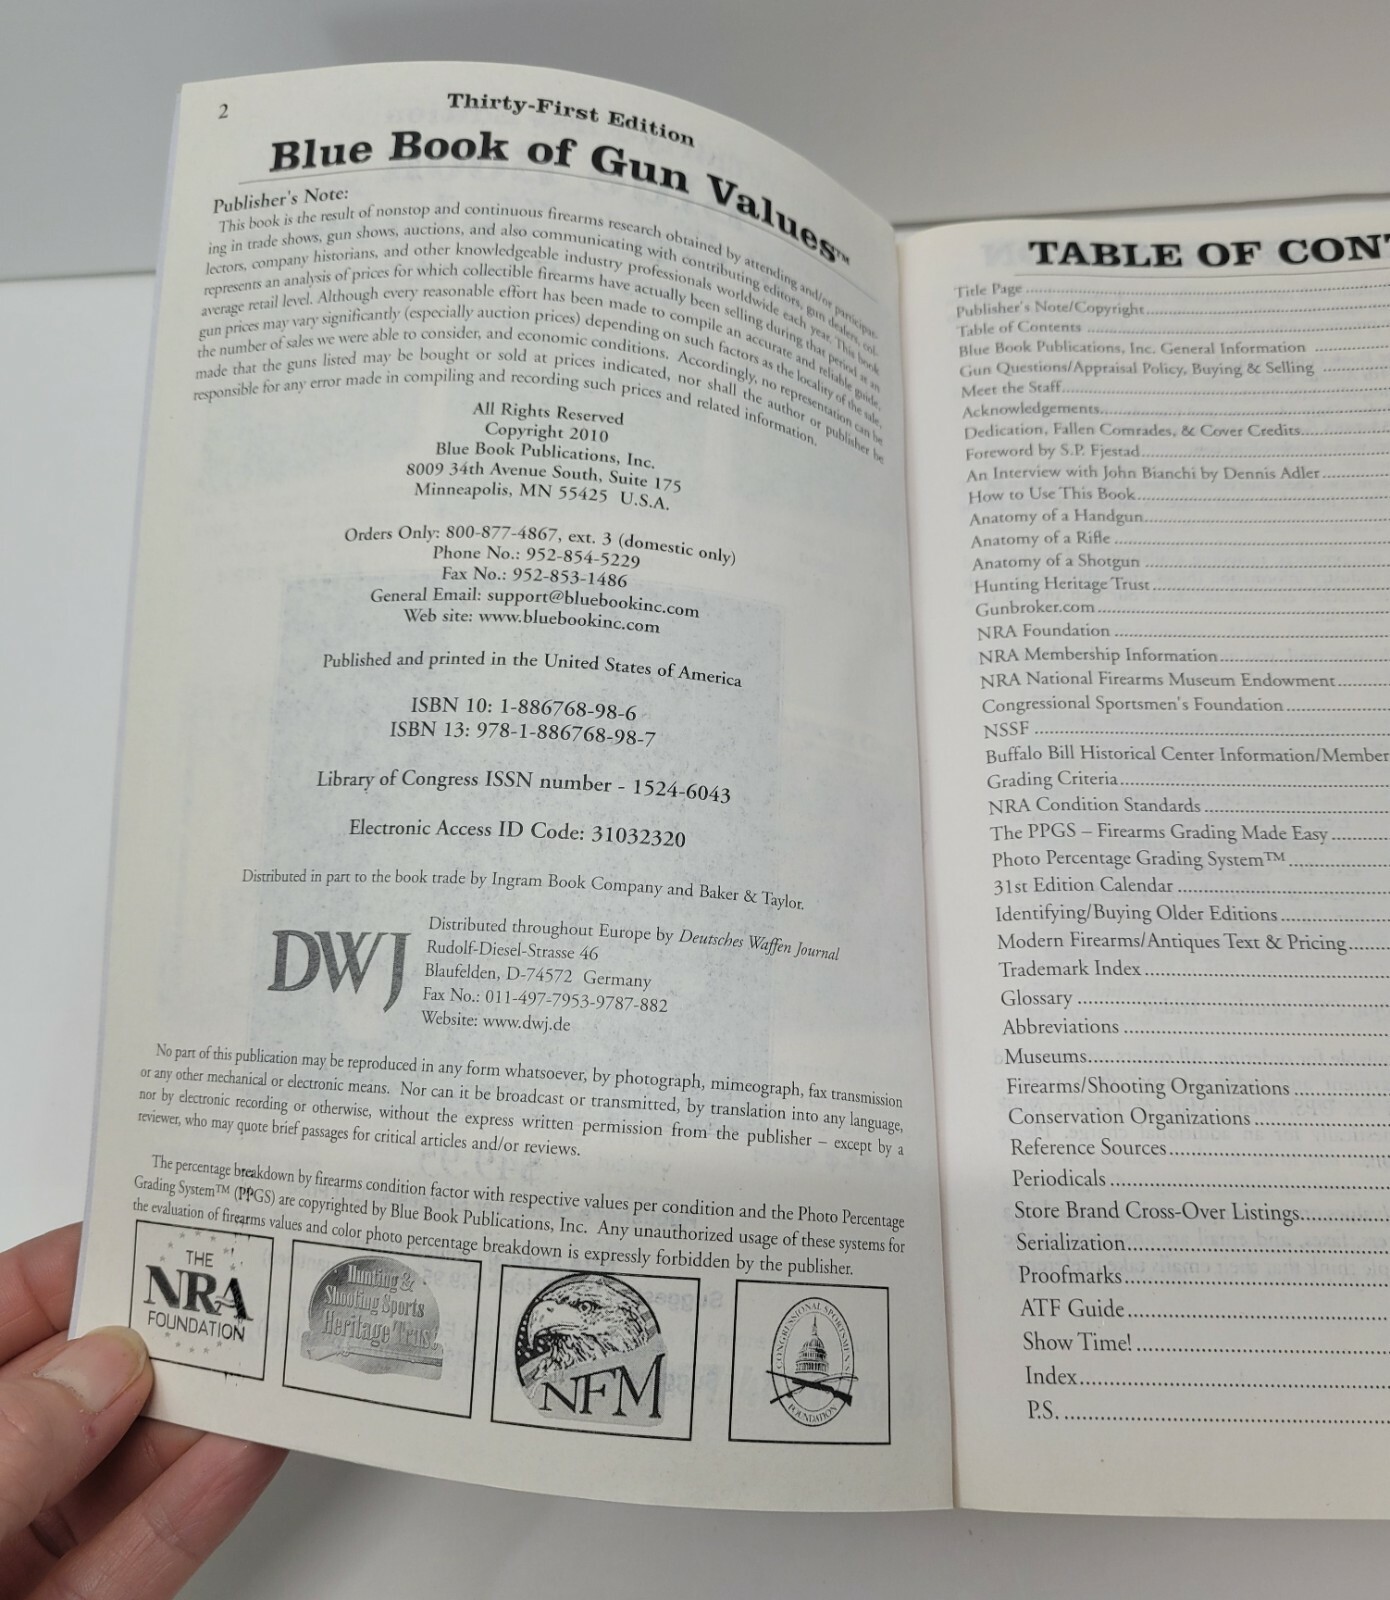 2
Thirty-First Edition
Blue Book of Gun Values™
Publisher's Note:
This book is the result of nonstop and continuous firearms research obtained by attending and/or participat-
ing in trade shows, gun shows, auctions, and also communicating with contributing editors, gun dealers, col-
lectors, company historians, and other knowledgeable industry professionals worldwide each year. This book
represents an analysis of prices for which collectible firearms have actually been selling during that period at an
average retail level. Although every reasonable effort has been made to compile an accurate and reliable guide,
gun prices may vary significantly (especially auction prices) depending on such factors as the locality of the sale,
the number of sales we were able to consider, and economic conditions. Accordingly, no representation can be
made that the guns listed may be bought or sold at prices indicated, nor shall the author or publisher be
responsible for any error made in compiling and recording such prices and related information.
All Rights Reserved
Copyright 2010
Blue Book Publications, Inc.
8009 34th Avenue South, Suite 175
Minneapolis, MN 55425 U.S.A.
Orders Only: 800-877-4867, ext. 3 (domestic only)
Phone No.: 952-854-5229
Fax No.: 952-853-1486
General Email: support@bluebookinc.com
Web site: www.bluebookinc.com
Published and printed in the United States of America
ISBN 10: 1-886768-98-6
ISBN 13: 978-1-886768-98-7
Library of Congress ISSN number - 1524-6043
Electronic Access ID Code: 31032320
Distributed in part to the book trade by Ingram Book Company and Baker & Taylor.
DWJ
Distributed throughout Europe by Deutsches Waffen Journal
Rudolf-Diesel-Strasse 46
Blaufelden, D-74572 Germany
Fax No.: 011-497-7953-9787-882
Website: www.dwj.de
No part of this publication may be reproduced in any form whatsoever, by photograph, mimeograph, fax transmission
or any other mechanical or electronic means. Nor can it be broadcast or transmitted, by translation into any language,
nor by electronic recording or otherwise, without the express written permission from the publisher – except by a
reviewer, who may quote brief passages for critical articles and/or reviews.
The percentage breakdown by firearms condition factor with respective values per condition and the Photo Percentage
Grading System™ (PPGS) are copyrighted by Blue Book Publications, Inc. Any unauthorized usage of these systems for
the evaluation of firearms values and color photo percentage breakdown is expressly forbidden by the publisher.
THE
NRA
FOUNDATION
Hunting &
Shooting Sports
Heritage Trust
NFM
CONGRESSIONAL SPORTSMEN'S
FOUNDATION
TABLE OF CONT
Title Page
Publisher's Note/Copyright
Table of Contents
Blue Book Publications, Inc. General Information
Gun Questions/Appraisal Policy, Buying & Selling
Meet the Staff
Acknowledgements
Dedication, Fallen Comrades, & Cover Credits
Foreword by S.P. Fjestad
An Interview with John Bianchi by Dennis Adler
How to Use This Book
Anatomy of a Handgun
Anatomy of a Rifle
Anatomy of a Shotgun
Hunting Heritage Trust
Gunbroker.com
NRA Foundation
NRA Membership Information
NRA National Firearms Museum Endowment
Congressional Sportsmen's Foundation
NSSF
Buffalo Bill Historical Center Information/Member
Grading Criteria
NRA Condition Standards
The PPGS – Firearms Grading Made Easy
Photo Percentage Grading System™
31st Edition Calendar
Identifying/Buying Older Editions
Modern Firearms/Antiques Text & Pricing
Trademark Index
Glossary
Abbreviations
Museums
Firearms/Shooting Organizations
Conservation Organizations
Reference Sources
Periodicals
Store Brand Cross-Over Listings
Serialization
Proofmarks
ATF Guide
Show Time!
Index
P.S.